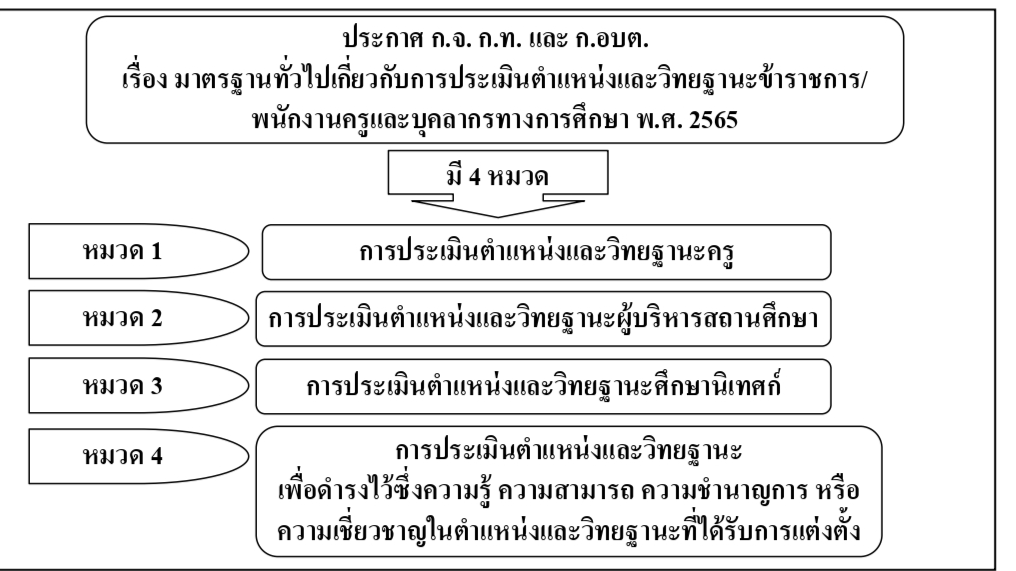 ประกาศ ก.จ. ก.ท. และ ก.อบต.
เรื่อง มาตรฐานทั่วไปเกี่ยวกับการประเมินตำแหน่งและวิทยฐานะข้าราชการ/
พนักงานครูและบุคลากรทางการศึกษา พ.ศ. 2565
มี 4 หมวด
หมวด 1
การประเมินตำแหน่งและวิทยฐานะครู
หมวด 2
การประเมินตำแหน่งและวิทยฐานะผู้บริหารสถานศึกษา
หมวด 3
การประเมินตำแหน่งและวิทยฐานะศึกษานิเทศก์
หมวด 4
การประเมินตำแหน่งและวิทยฐานะ
เพื่อดำรงไว้ซึ่งความรู้ ความสามารถ ความชำนาญการ หรือ
ความเชี่ยวชาญในตำแหน่งและวิทยฐานะที่ได้รับการแต่งตั้ง